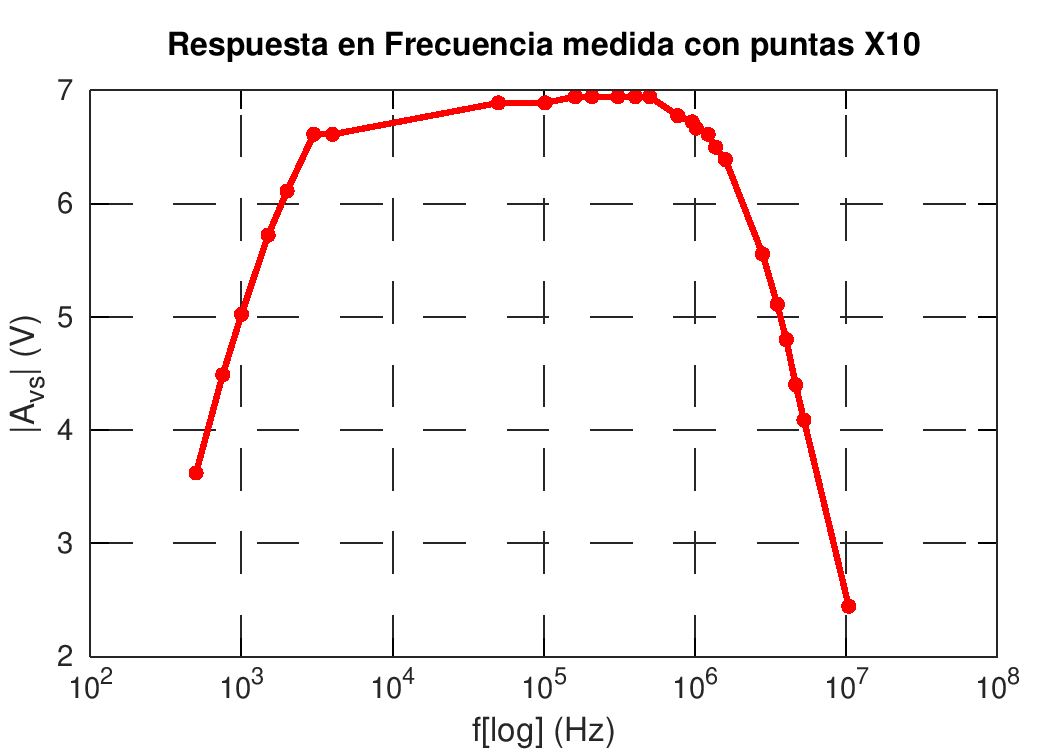 Respuesta en Frecuencia medida con puntas X10
7
6
5
4
3
2
|A_vs| (V)
10^2 10^3 10^4 10^5 10^6 10^7 10^8
f[log] (Hz)